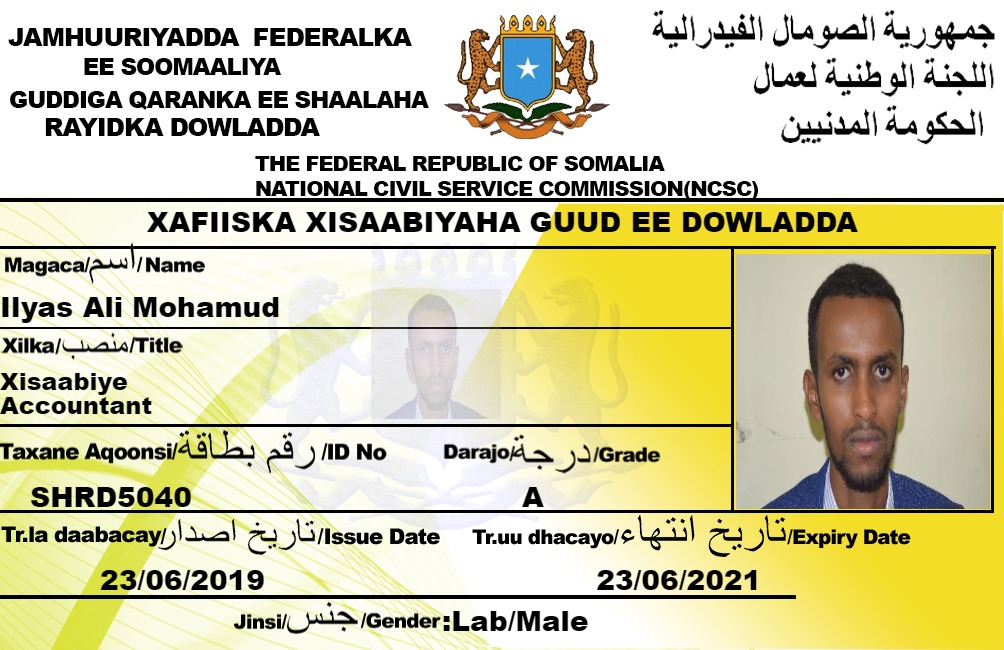 JAMHUURIYADDA FEDERALKA
EE SOOMAALIYA
GUDDIGA QARANKA EE SHAALAHA
RAYIDKA DOWLADDA
جمهورية الصومال الفيدرالية
اللجنة الوطنية لعمال
الحكومة المدنيين
THE FEDERAL REPUBLIC OF SOMALIA
NATIONAL CIVIL SERVICE COMMISSION(NCSC)
XAFIISKA XISAABIYAHA GUUD EE DOWLADDA
Magaca/اسم/Name
Ilyas Ali Mohamud
Xilka/منصب/Title
Xisaabiye
Accountant
Taxane Aqoonsi/رقم بطاقة/ID No
SHRD5040
Darajo/درجة/Grade
A
Tr.la daabacay/تاريخ اصدار/Issue Date
23/06/2019
Tr.uu dhacayo/تاريخ انتهاء/Expiry Date
23/06/2021
Jinsi/جنس/Gender:Lab/Male